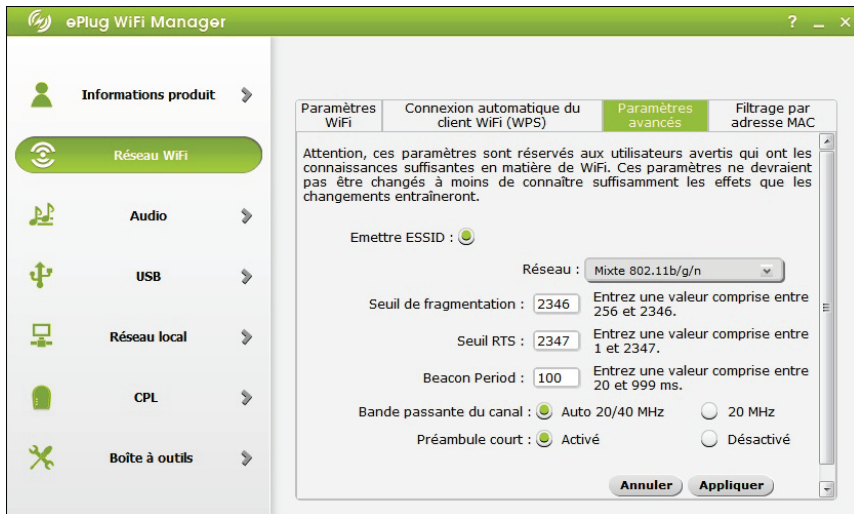 ePlug WiFi Manager
? _ ×
Informations produit
Réseau WiFi
Audio
USB
Réseau local
CPL
Boîte à outils
Paramètres
WiFi
Connexion automatique du
client WiFi (WPS)
Paramètres
avancés
Filtrage par
adresse MAC
Attention, ces paramètres sont réservés aux utilisateurs avertis qui ont les
connaissances suffisantes en matière de WiFi. Ces paramètres ne devraient
pas être changés à moins de connaître suffisamment les effets que les
changements entraîneront.
Emettre ESSID :
Réseau : Mixte 802.11b/g/n
Seuil de fragmentation : 2346 Entrez une valeur comprise entre
256 et 2346.
Seuil RTS : 2347 Entrez une valeur comprise entre
1 et 2347.
Beacon Period : 100 Entrez une valeur comprise entre
20 et 999 ms.
Bande passante du canal : Auto 20/40 MHz 20 MHz
Préambule court : Activé Désactivé
Annuler Appliquer